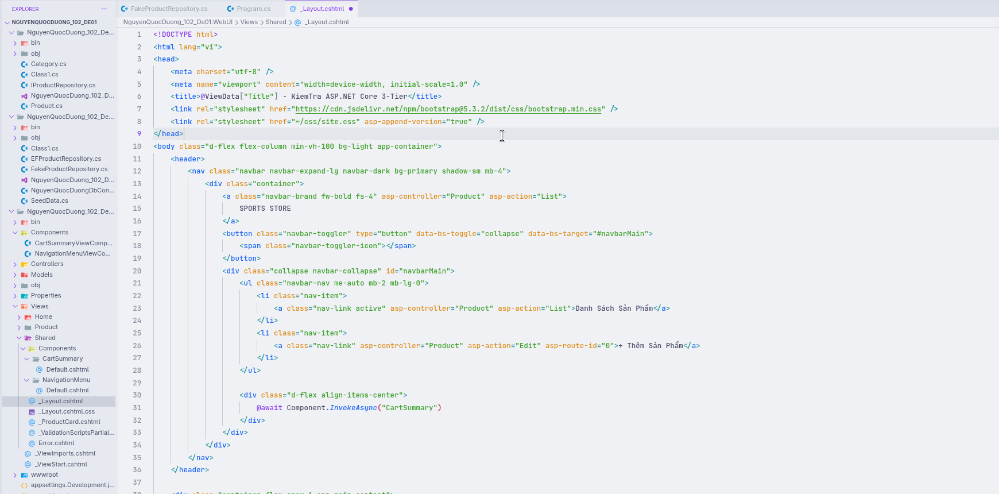 EXPLORER ...
NGUYENQUOCDUONG_102_DE01
NguyenQuocDuong_102_De...
bin
obj
Category.cs
Class1.cs
IProductRepository.cs
NguyenQuocDuong_102_D...
Product.cs
NguyenQuocDuong_102_De...
bin
obj
Class1.cs
EFProductRepository.cs
FakeProductRepository.cs
NguyenQuocDuong_102_D...
NguyenQuocDuongDbCon...
SeedData.cs
NguyenQuocDuong_102_De...
bin
Components
CartSummaryViewComp...
NavigationMenuViewCo...
Controllers
Models
obj
Properties
Views
Home
Product
Shared
Components
CartSummary
Default.cshtml
NavigationMenu
Default.cshtml
_Layout.cshtml
_Layout.cshtml.css
_ProductCard.cshtml
_ValidationScriptsPartial...
Error.cshtml
_ViewImports.cshtml
_ViewStart.cshtml
wwwroot
appsettings.Development.j...
FakeProductRepository.cs Program.cs _Layout.cshtml
NguyenQuocDuong_102_De01.WebUI > Views > Shared > _Layout.cshtml
1 <!DOCTYPE html>
2 <html lang="vi">
3 <head>
4 <meta charset="utf-8" />
5 <meta name="viewport" content="width=device-width, initial-scale=1.0" />
6 <title>@ViewData["Title"] - KiemTra ASP.NET Core 3-Tier</title>
7 <link rel="stylesheet" href="https://cdn.jsdelivr.net/npm/bootstrap@5.3.2/dist/css/bootstrap.min.css" />
8 <link rel="stylesheet" href="~/css/site.css" asp-append-version="true" />
9 </head>
10 <body class="d-flex flex-column min-vh-100 bg-light app-container">
11 <header>
12 <nav class="navbar navbar-expand-lg navbar-dark bg-primary shadow-sm mb-4">
13 <div class="container">
14 <a class="navbar-brand fw-bold fs-4" asp-controller="Product" asp-action="List">
15 SPORTS STORE
16 </a>
17 <button class="navbar-toggler" type="button" data-bs-toggle="collapse" data-bs-target="#navbarMain">
18 <span class="navbar-toggler-icon"></span>
19 </button>
20 <div class="collapse navbar-collapse" id="navbarMain">
21 <ul class="navbar-nav me-auto mb-2 mb-lg-0">
22 <li class="nav-item">
23 <a class="nav-link active" asp-controller="Product" asp-action="List">Danh Sách Sản Phẩm</a>
24 </li>
25 <li class="nav-item">
26 <a class="nav-link" asp-controller="Product" asp-action="Edit" asp-route-id="0">+ Thêm Sản Phẩm</a>
27 </li>
28 </ul>
29
30 <div class="d-flex align-items-center">
31 @await Component.InvokeAsync("CartSummary")
32 </div>
33 </div>
34 </div>
35 </nav>
36 </header>
37